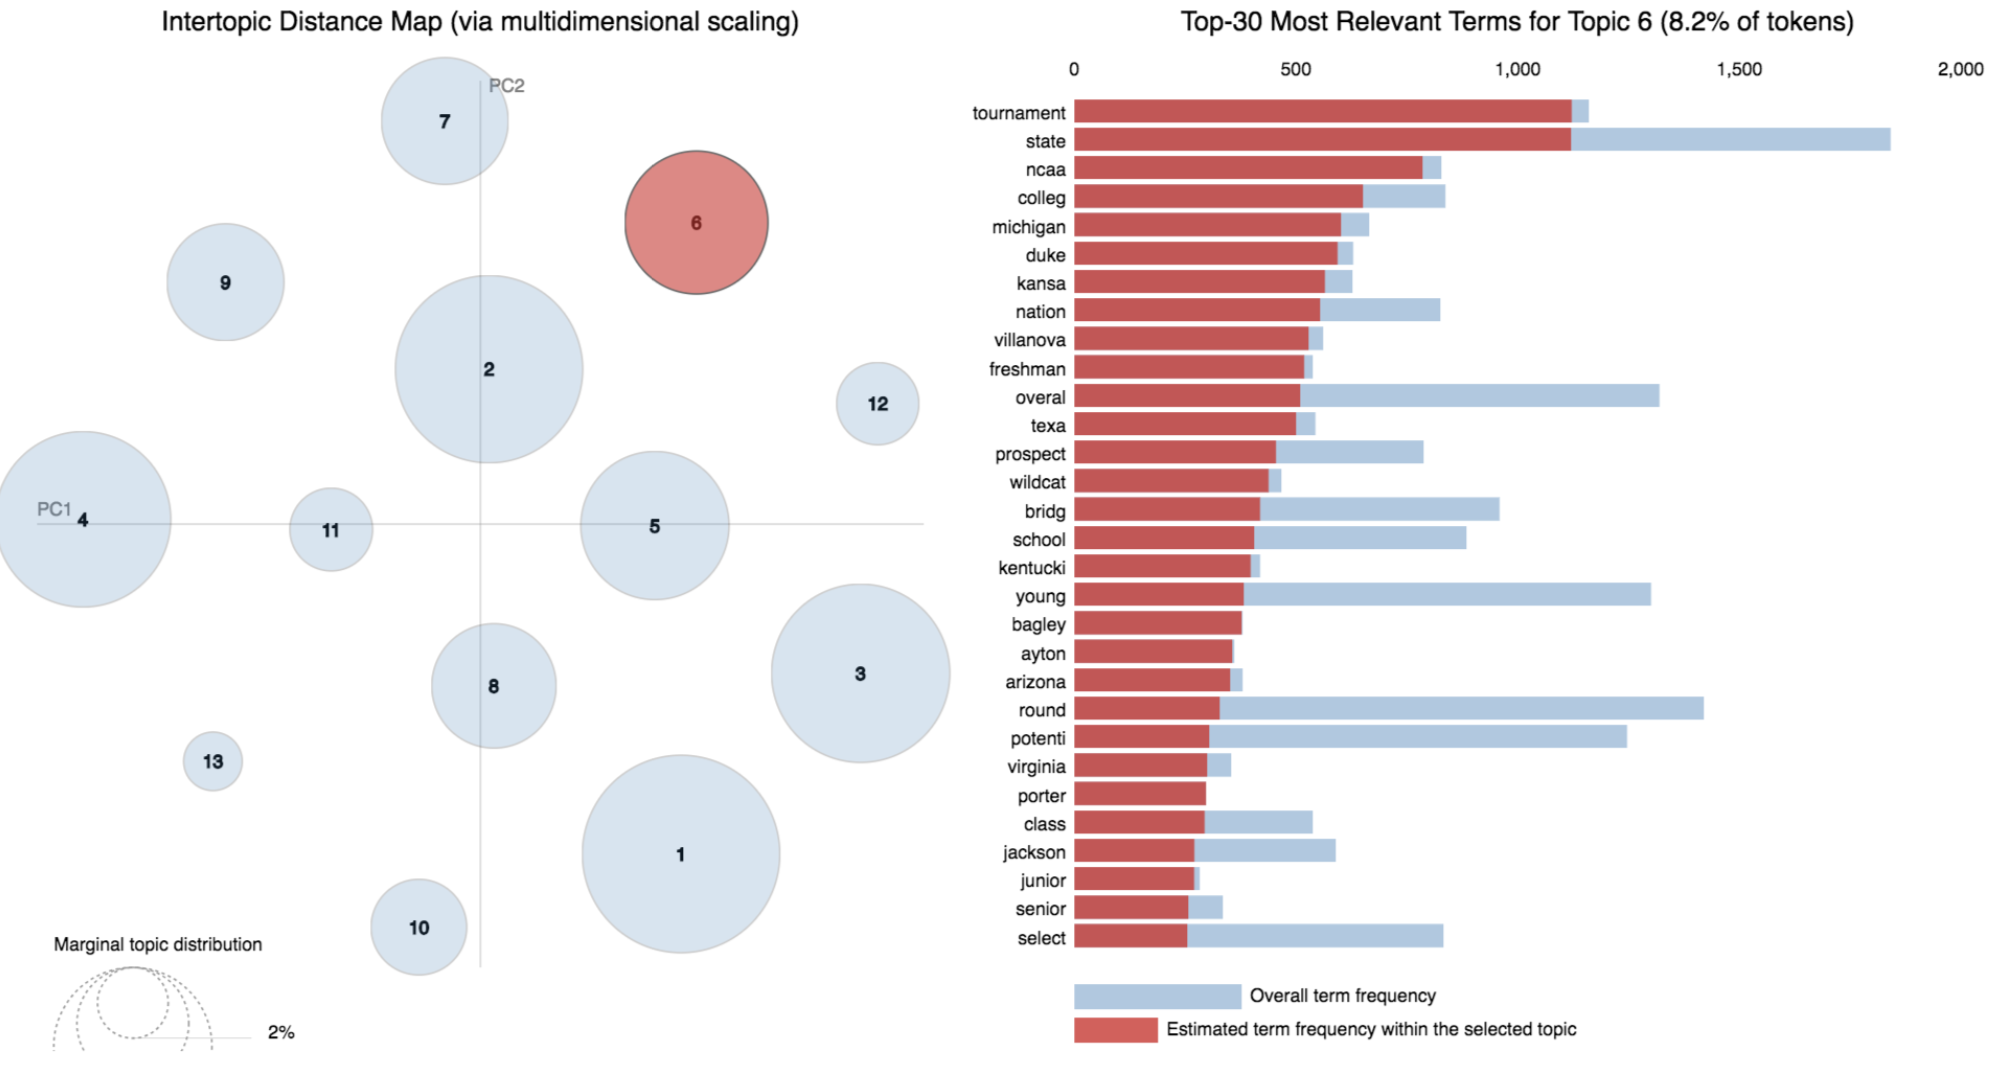 Intertopic Distance Map (via multidimensional scaling)
PC2
7
6
9
2
12
PC1
4
11
5
3
8
13
1
10
Marginal topic distribution
2%
Top-30 Most Relevant Terms for Topic 6 (8.2% of tokens)
0 500 1,000 1,500 2,000
tournament
state
ncaa
colleg
michigan
duke
kansa
nation
villanova
freshman
overal
texa
prospect
wildcat
bridg
school
kentucki
young
bagley
ayton
arizona
round
potenti
virginia
porter
class
jackson
junior
senior
select
Overall term frequency
Estimated term frequency within the selected topic